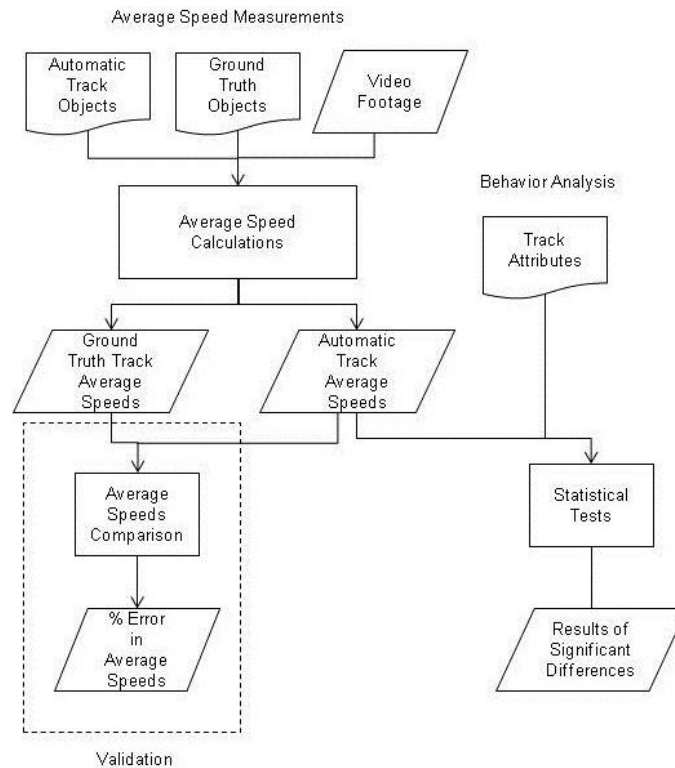 Average Speed Measurements
Automatic
Track
Objects
Ground
Truth
Objects
Video
Footage
Behavior Analysis
Average Speed
Calculations
Track
Attributes
Ground
Truth Track
Average
Speeds
Automatic
Track
Average
Speeds
Average
Speeds
Comparison
Statistical
Tests
% Error
in
Average
Speeds
Results of
Significant
Differences
Validation